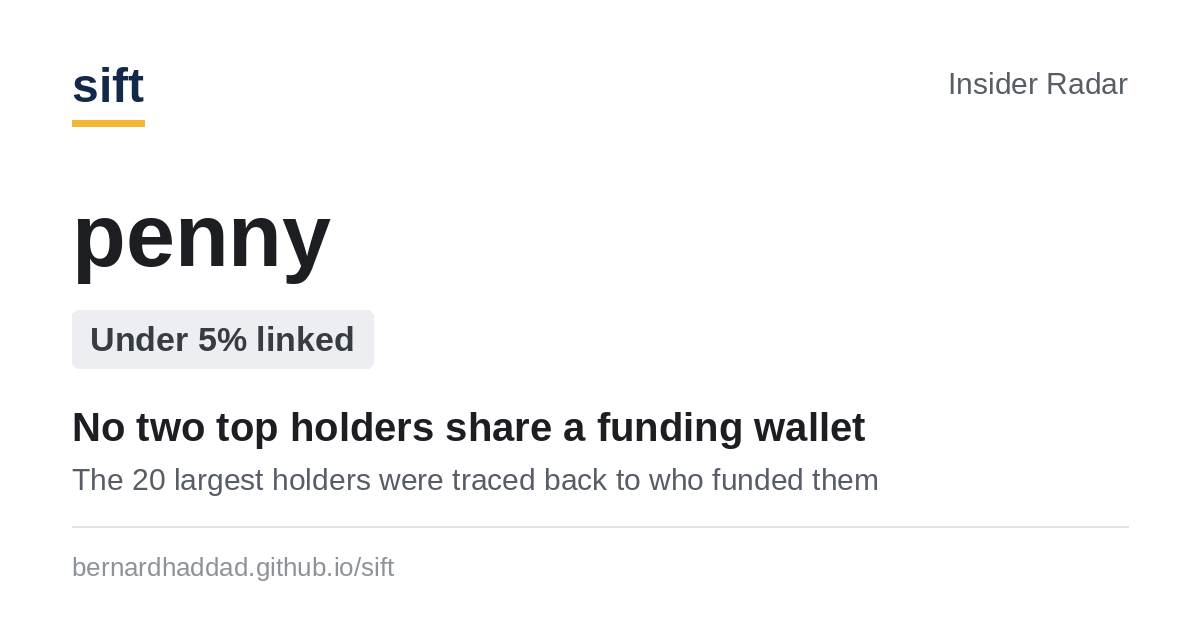 sift
Insider Radar
penny
Under 5% linked
No two top holders share a funding wallet
The 20 largest holders were traced back to who funded them
bernardhaddad.github.io/sift